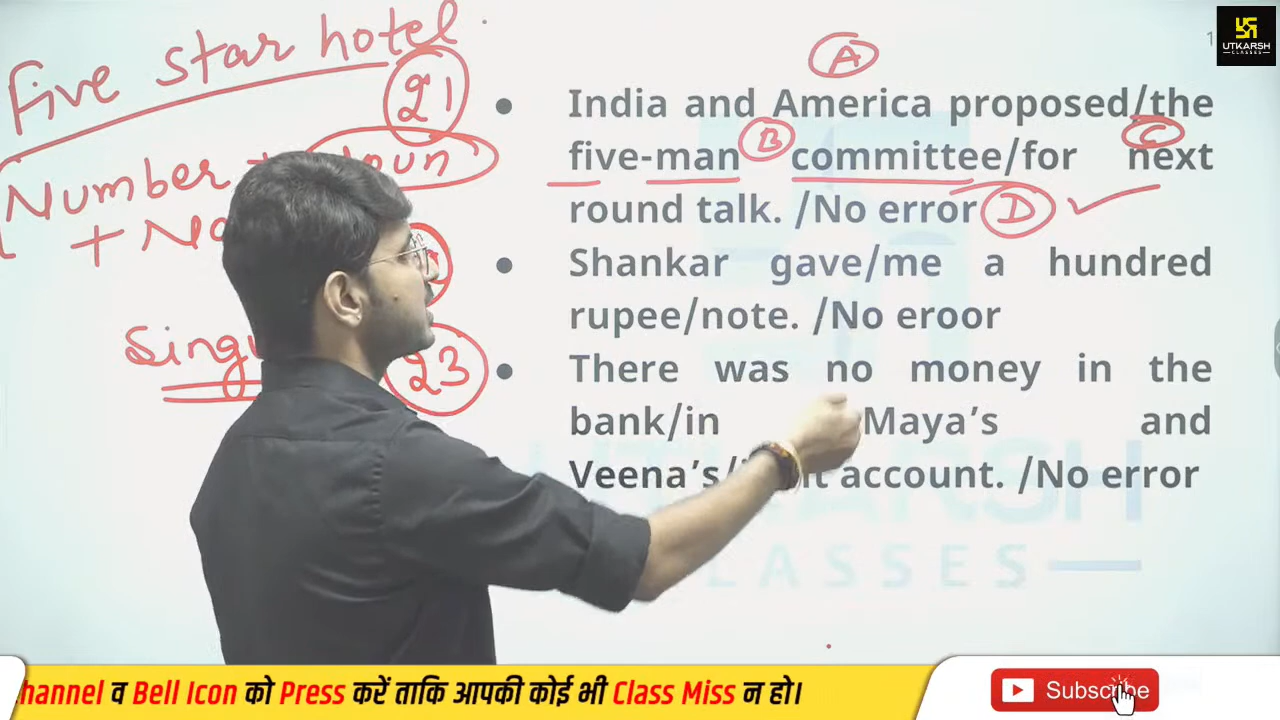 Five star hotel
UTKARSH
CLASSES
A
21
• India and America proposed/the
B
C
five-man committee/for next
Number + Noun
round talk. /No error D
+ No
• Shankar gave/me a hundred
rupee/note. /No eroor
Singu
23
• There was no money in the
bank/in Maya’s and
Veena’s/ account. /No error
UTKARSH
CLASSES
hannel व Bell Icon को Press करें ताकि आपकी कोई भी Class Miss न हो।
Subscribe